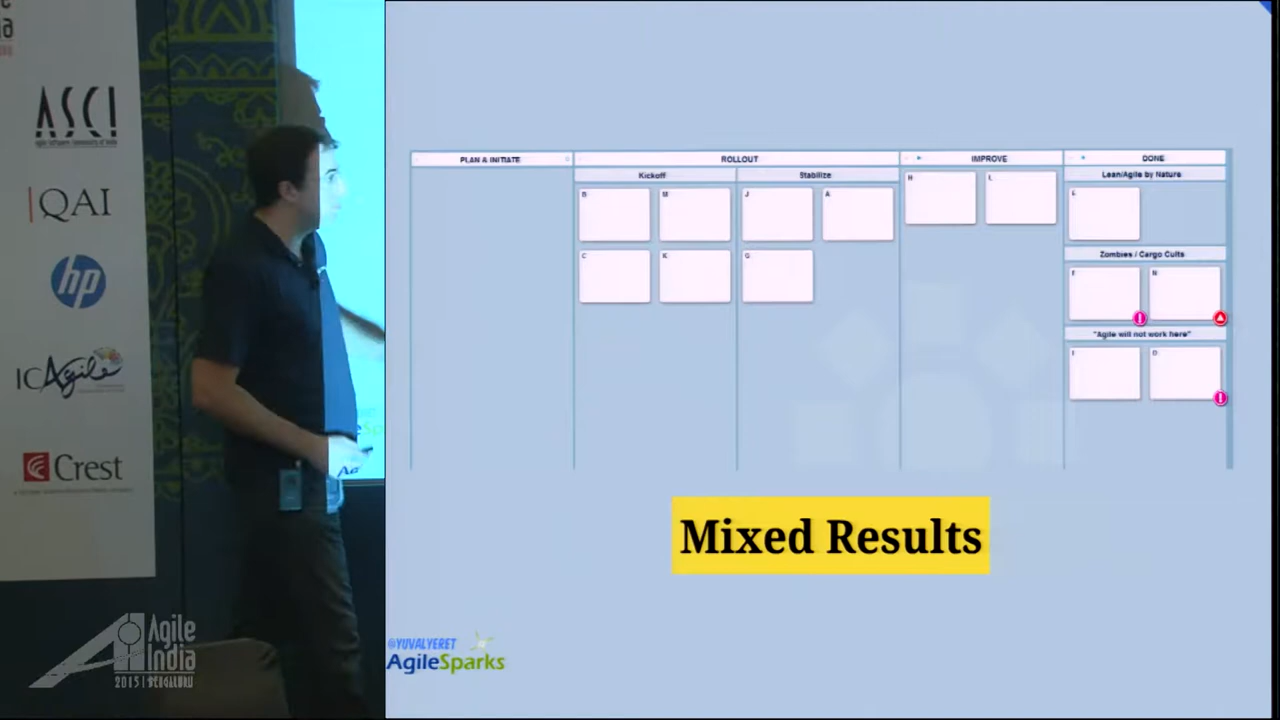 ASCI
QAI
hp
ICAgile
Crest
Agile
India
2015 | BENGALURU
PLAN & INITIATE
ROLLOUT
IMPROVE
DONE
Kickoff
Stabilize
Lean/Agile by Nature
M
J
A
H
L
C
K
G
Zombies / Cargo Cults
N
"Agile will not work here"
Mixed Results
@YUVALYERET
AgileSparks